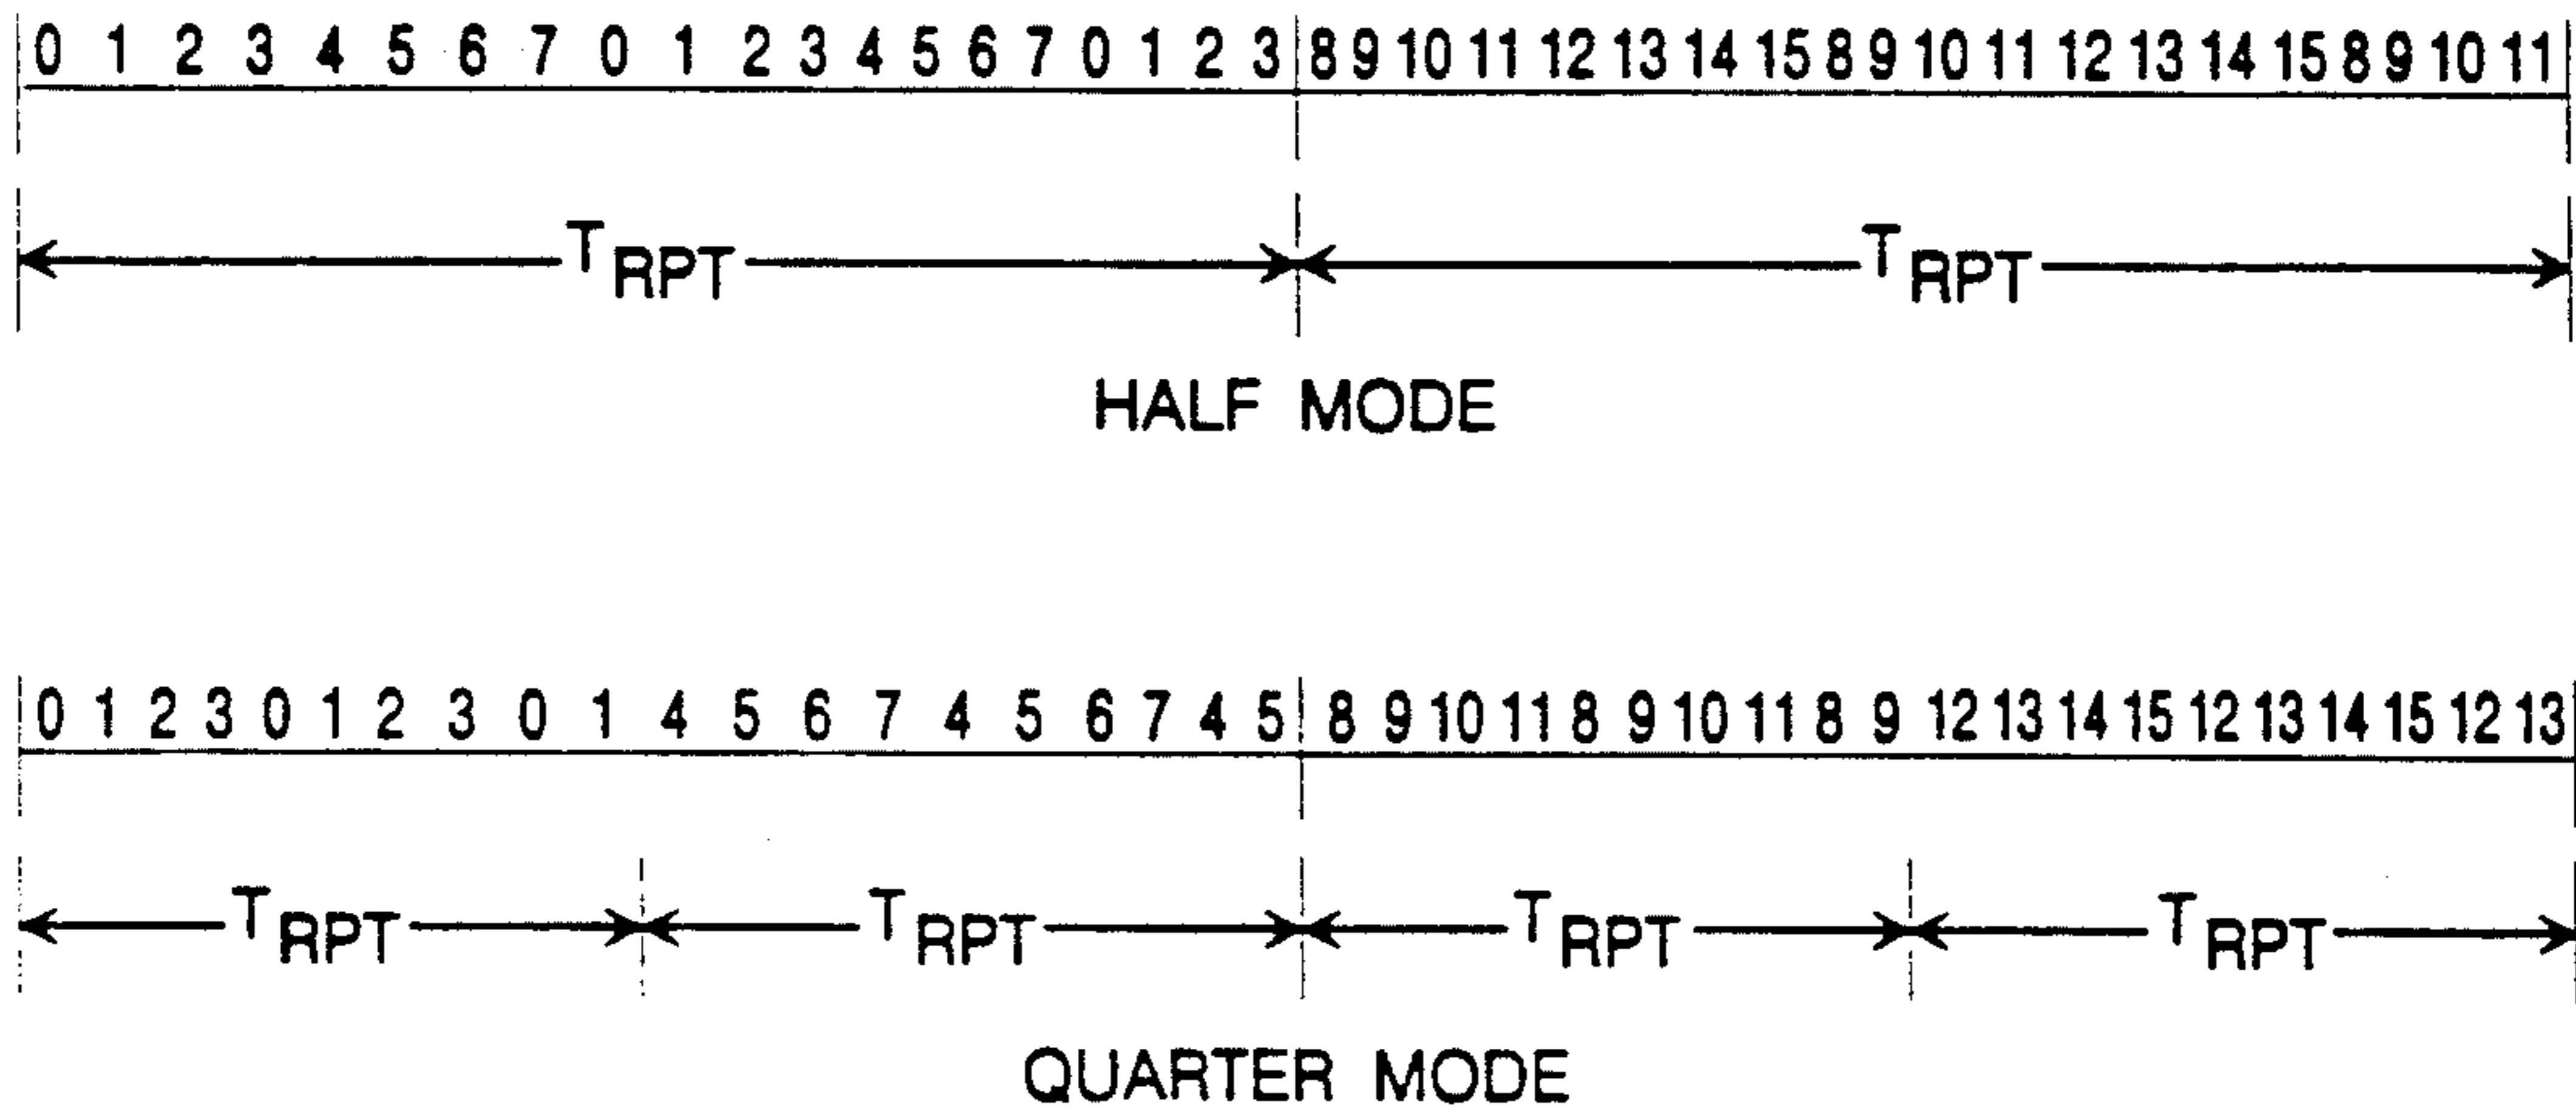 0 1 2 3 4 5 6 7 0 1 2 3 4 5 6 7 0 1 2 3 8 9 10 11 12 13 14 15 8 9 10 11 12 13 14 15 8 9 10 11
TRPT TRPT
HALF MODE
0 1 2 3 0 1 2 3 0 1 4 5 6 7 4 5 6 7 4 5 8 9 10 11 8 9 10 11 8 9 12 13 14 15 12 13 14 15 12 13
TRPT TRPT TRPT TRPT
QUARTER MODE